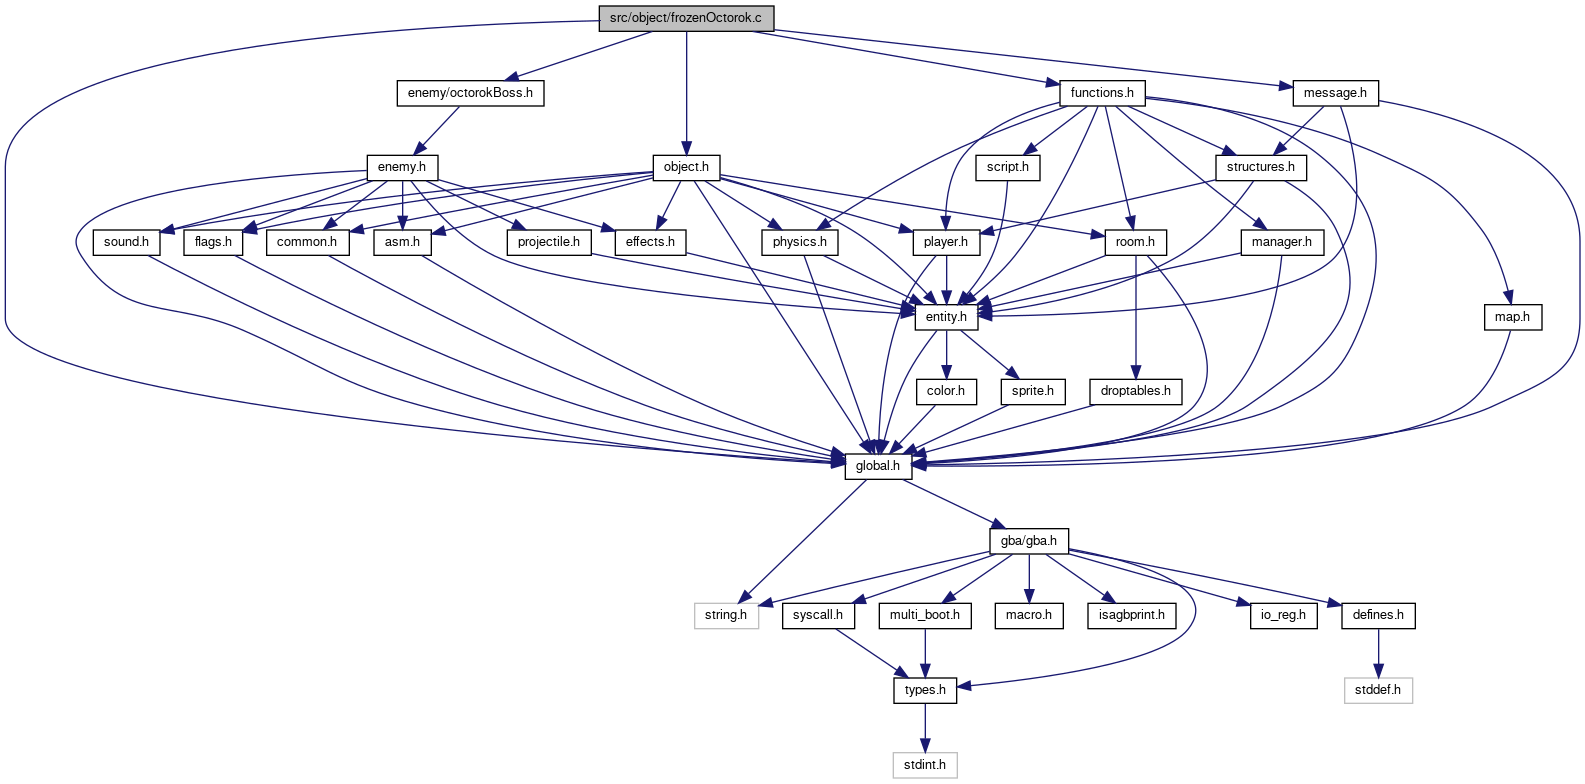 src/object/frozenOctorok.c
enemy/octorokBoss.h
functions.h
message.h
enemy.h
object.h
script.h
structures.h
sound.h
flags.h
common.h
asm.h
projectile.h
effects.h
physics.h
player.h
room.h
manager.h
entity.h
map.h
color.h
sprite.h
droptables.h
global.h
gba/gba.h
string.h
syscall.h
multi_boot.h
macro.h
isagbprint.h
io_reg.h
defines.h
types.h
stddef.h
stdint.h